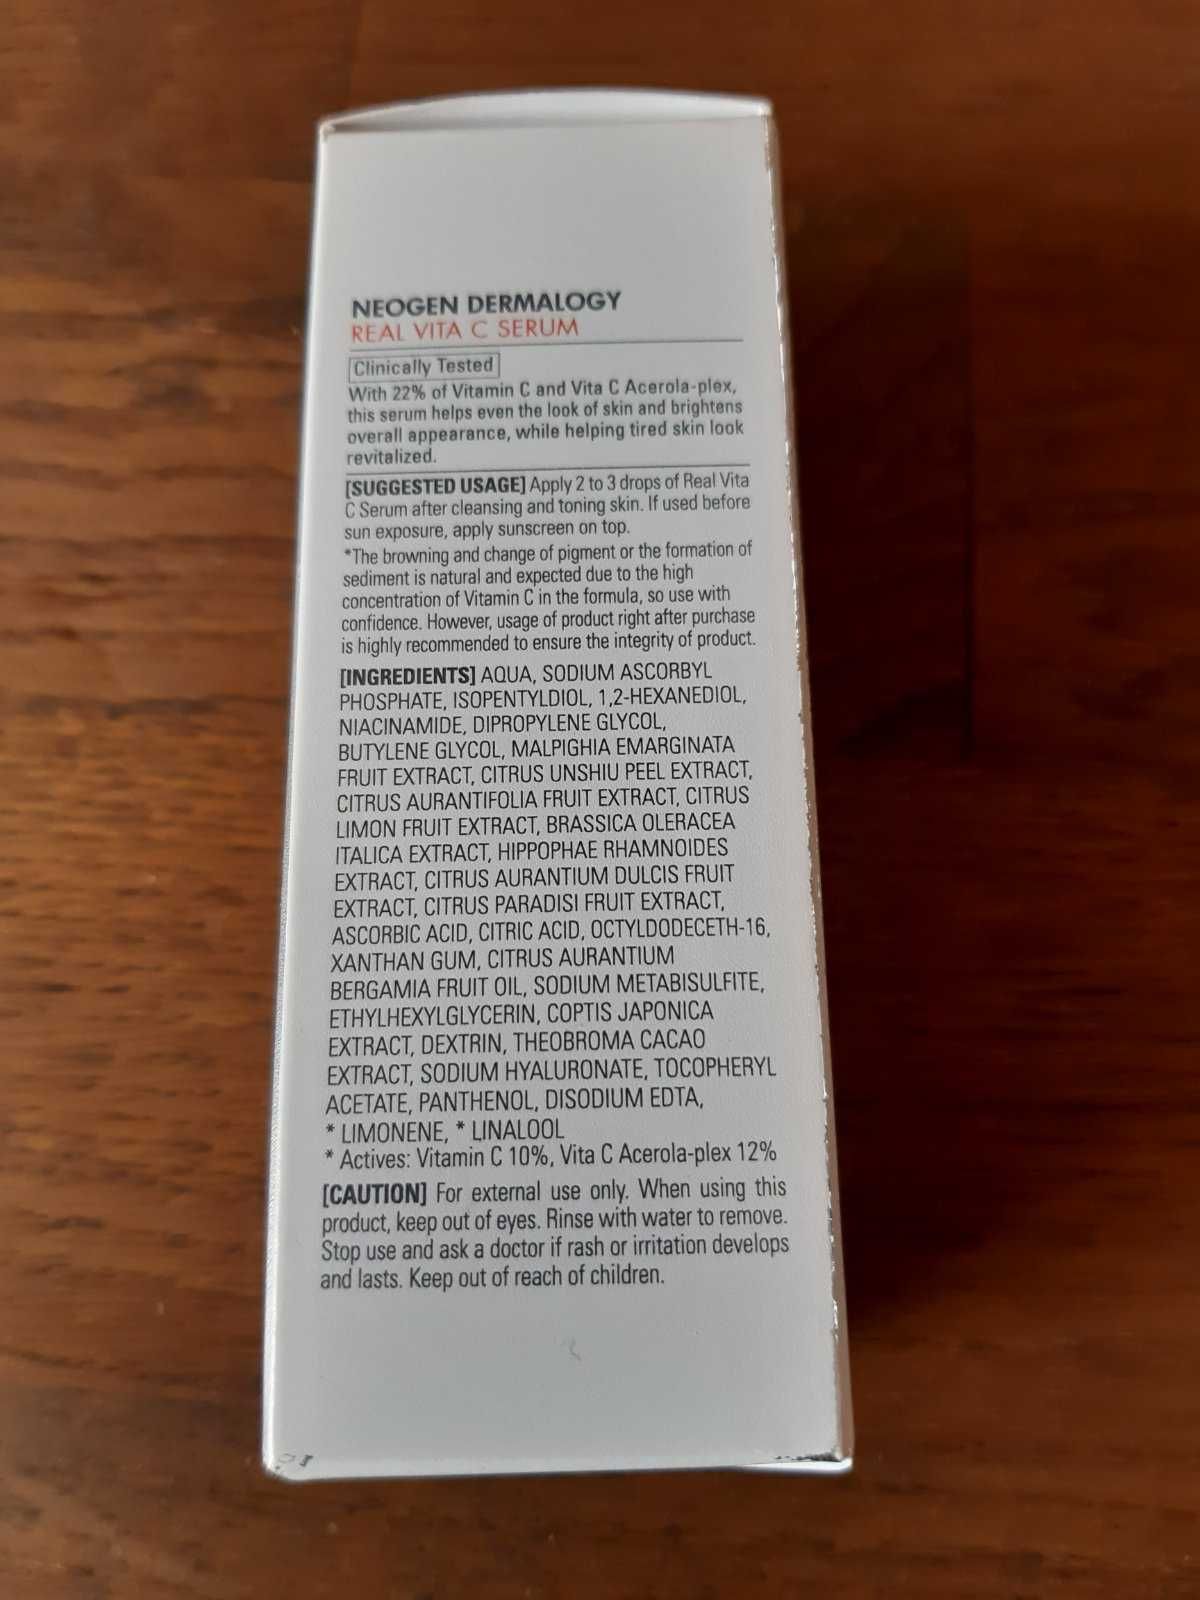 NEOGEN DERMALOGY
REAL VITA C SERUM
Clinically Tested
With 22% of Vitamin C and Vita C Acerola-plex,
this serum helps even the look of skin and brightens
overall appearance, while helping tired skin look
revitalized.
[SUGGESTED USAGE] Apply 2 to 3 drops of Real Vita
C Serum after cleansing and toning skin. If used before
sun exposure, apply sunscreen on top.
*The browning and change of pigment or the formation of
sediment is natural and expected due to the high
concentration of Vitamin C in the formula, so use with
confidence. However, usage of product right after purchase
is highly recommended to ensure the integrity of product.
[INGREDIENTS] AQUA, SODIUM ASCORBYL
PHOSPHATE, ISOPENTYLDIOL, 1,2-HEXANEDIOL,
NIACINAMIDE, DIPROPYLENE GLYCOL,
BUTYLENE GLYCOL, MALPIGHIA EMARGINATA
FRUIT EXTRACT, CITRUS UNSHIU PEEL EXTRACT,
CITRUS AURANTIFOLIA FRUIT EXTRACT, CITRUS
LIMON FRUIT EXTRACT, BRASSICA OLERACEA
ITALICA EXTRACT, HIPPOPHAE RHAMNOIDES
EXTRACT, CITRUS AURANTIUM DULCIS FRUIT
EXTRACT, CITRUS PARADISI FRUIT EXTRACT,
ASCORBIC ACID, CITRIC ACID, OCTYLDODECETH-16,
XANTHAN GUM, CITRUS AURANTIUM
BERGAMIA FRUIT OIL, SODIUM METABISULFITE,
ETHYLHEXYLGLYCERIN, COPTIS JAPONICA
EXTRACT, DEXTRIN, THEOBROMA CACAO
EXTRACT, SODIUM HYALURONATE, TOCOPHERYL
ACETATE, PANTHENOL, DISODIUM EDTA,
* LIMONENE, * LINALOOL
* Actives: Vitamin C 10%, Vita C Acerola-plex 12%
[CAUTION] For external use only. When using this
product, keep out of eyes. Rinse with water to remove.
Stop use and ask a doctor if rash or irritation develops
and lasts. Keep out of reach of children.